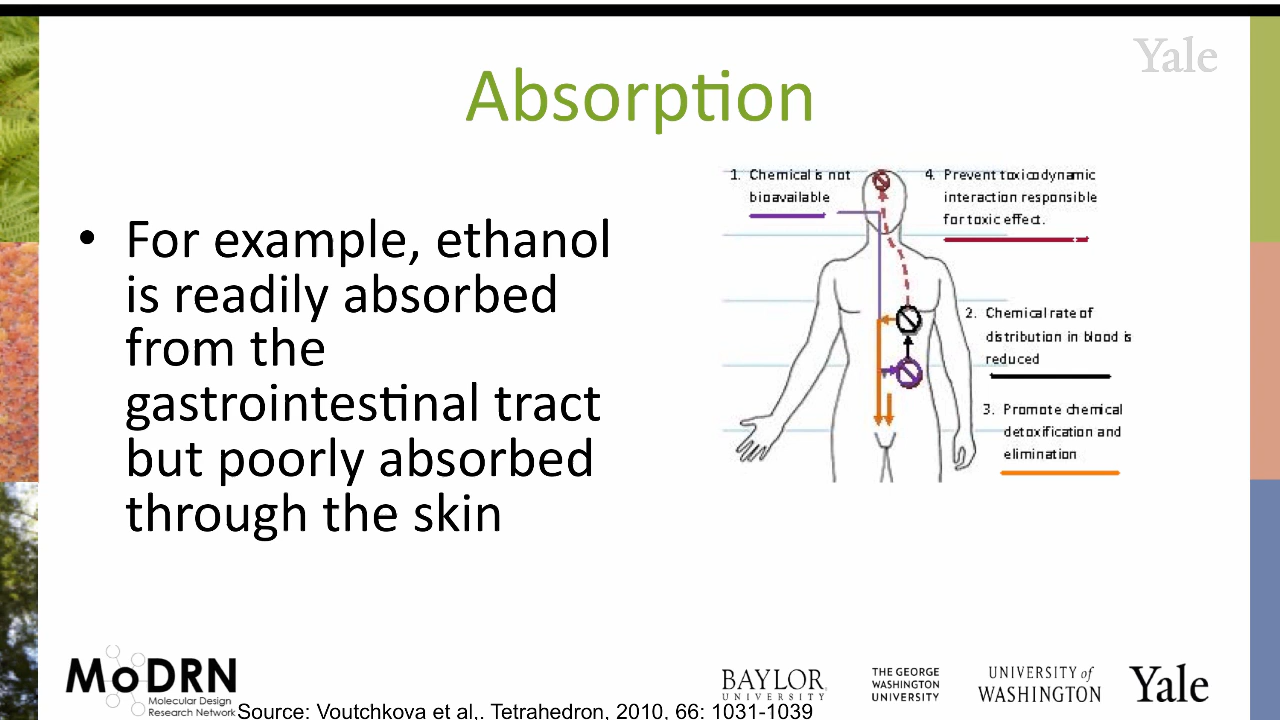 Yale
Absorption
• For example, ethanol
is readily absorbed
from the
gastrointestinal tract
but poorly absorbed
through the skin
1. Chemical is not
bioavailable
4. Prevent toxicodynamic
interaction responsible
for toxic effect.
2. Chemical rate of
distribution in blood is
reduced
3. Promote chemical
detoxification and
elimination
MoDRN
Molecular Design
Research Network
Source: Voutchkova et al,. Tetrahedron, 2010, 66: 1031-1039
BAYLOR
UNIVERSITY
THE GEORGE
WASHINGTON
UNIVERSITY
UNIVERSITY of
WASHINGTON
Yale